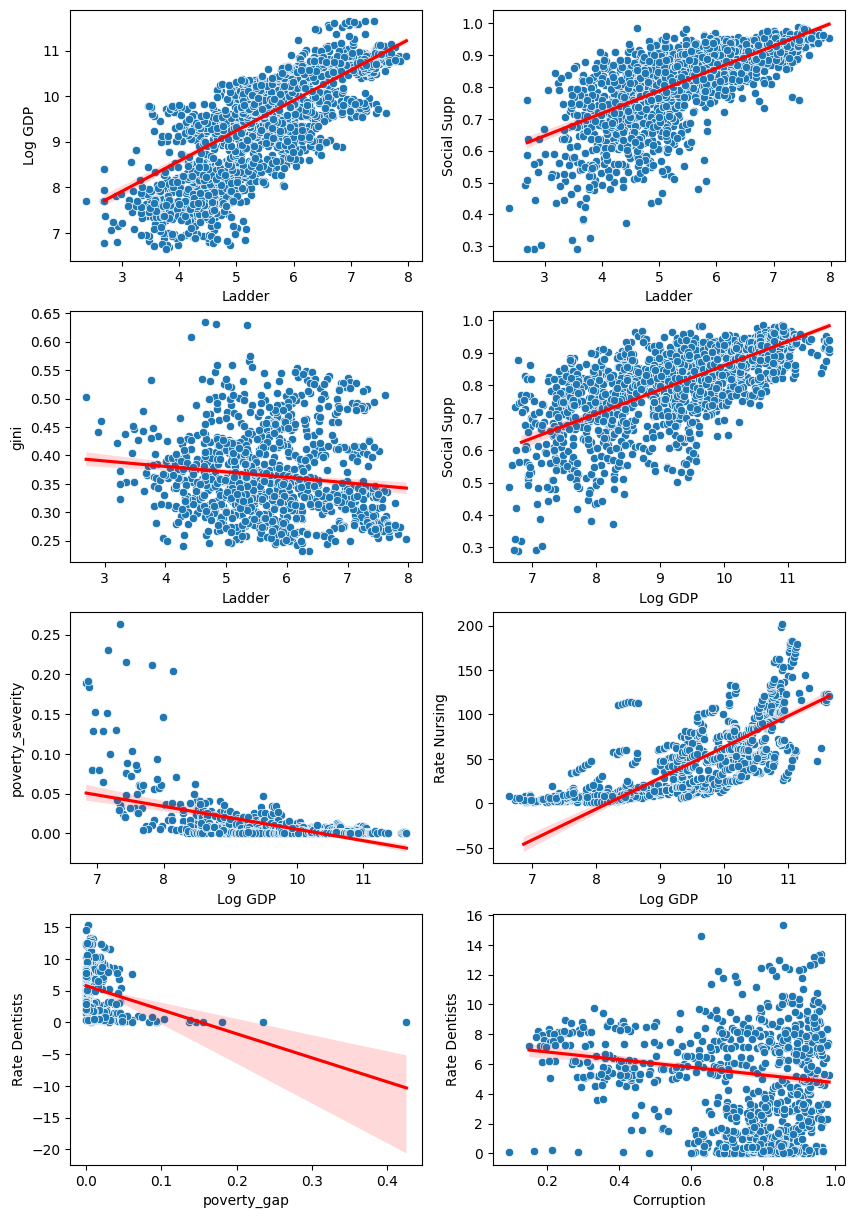 11
10
9
8
7
Log GDP
3 4 5 6 7 8
Ladder
1.0
0.9
0.8
0.7
0.6
0.5
0.4
0.3
Social Supp
3 4 5 6 7 8
Ladder
0.65
0.60
0.55
0.50
0.45
0.40
0.35
0.30
0.25
gini
3 4 5 6 7 8
Ladder
1.0
0.9
0.8
0.7
0.6
0.5
0.4
0.3
Social Supp
7 8 9 10 11
Log GDP
0.25
0.20
0.15
0.10
0.05
0.00
poverty_severity
7 8 9 10 11
Log GDP
200
150
100
50
0
−50
Rate Nursing
7 8 9 10 11
Log GDP
15
10
5
0
−5
−10
−15
−20
Rate Dentists
0.0 0.1 0.2 0.3 0.4
poverty_gap
16
14
12
10
8
6
4
2
0
Rate Dentists
0.2 0.4 0.6 0.8 1.0
Corruption